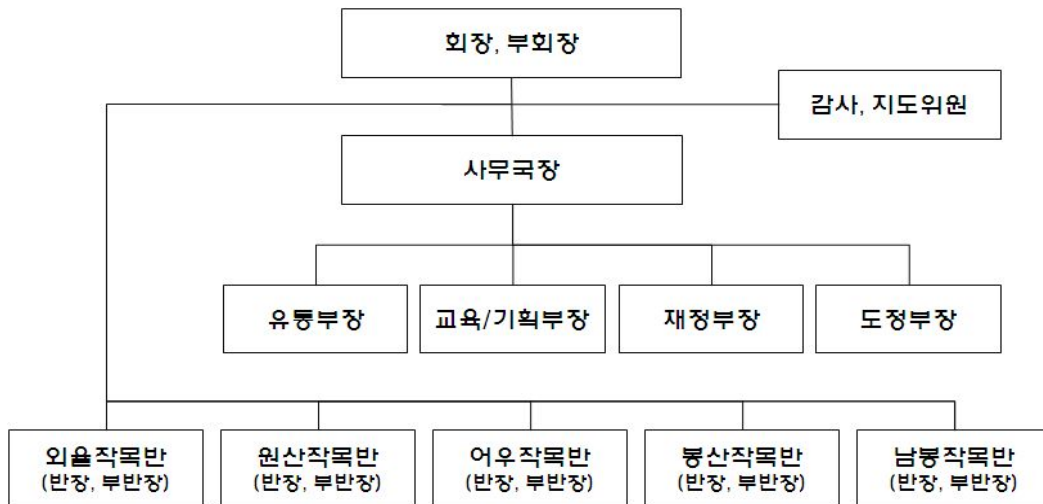 회장, 부회장
감사, 지도위원
사무국장
유통부장
교육/기획부장
재정부장
도정부장
외율작목반
(반장, 부반장)
원산작목반
(반장, 부반장)
어우작목반
(반장, 부반장)
봉산작목반
(반장, 부반장)
남봉작목반
(반장, 부반장)